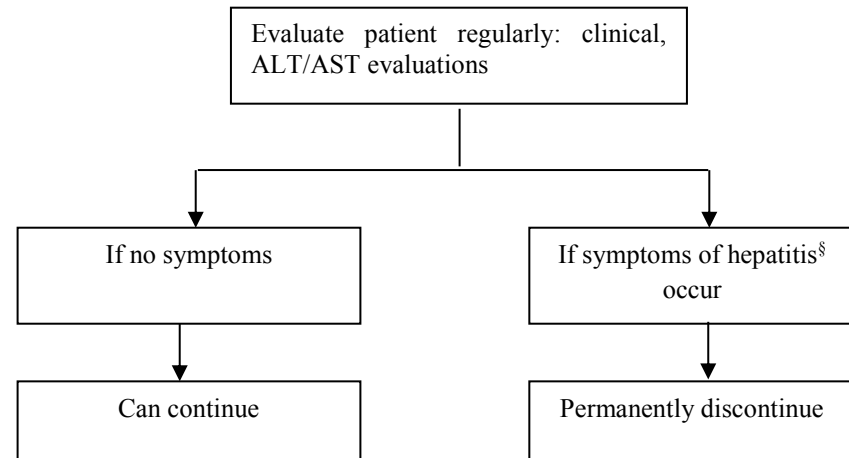 Evaluate patient regularly: clinical,
ALT/AST evaluations
If no symptoms
If symptoms of hepatitis§
occur
Can continue
Permanently discontinue